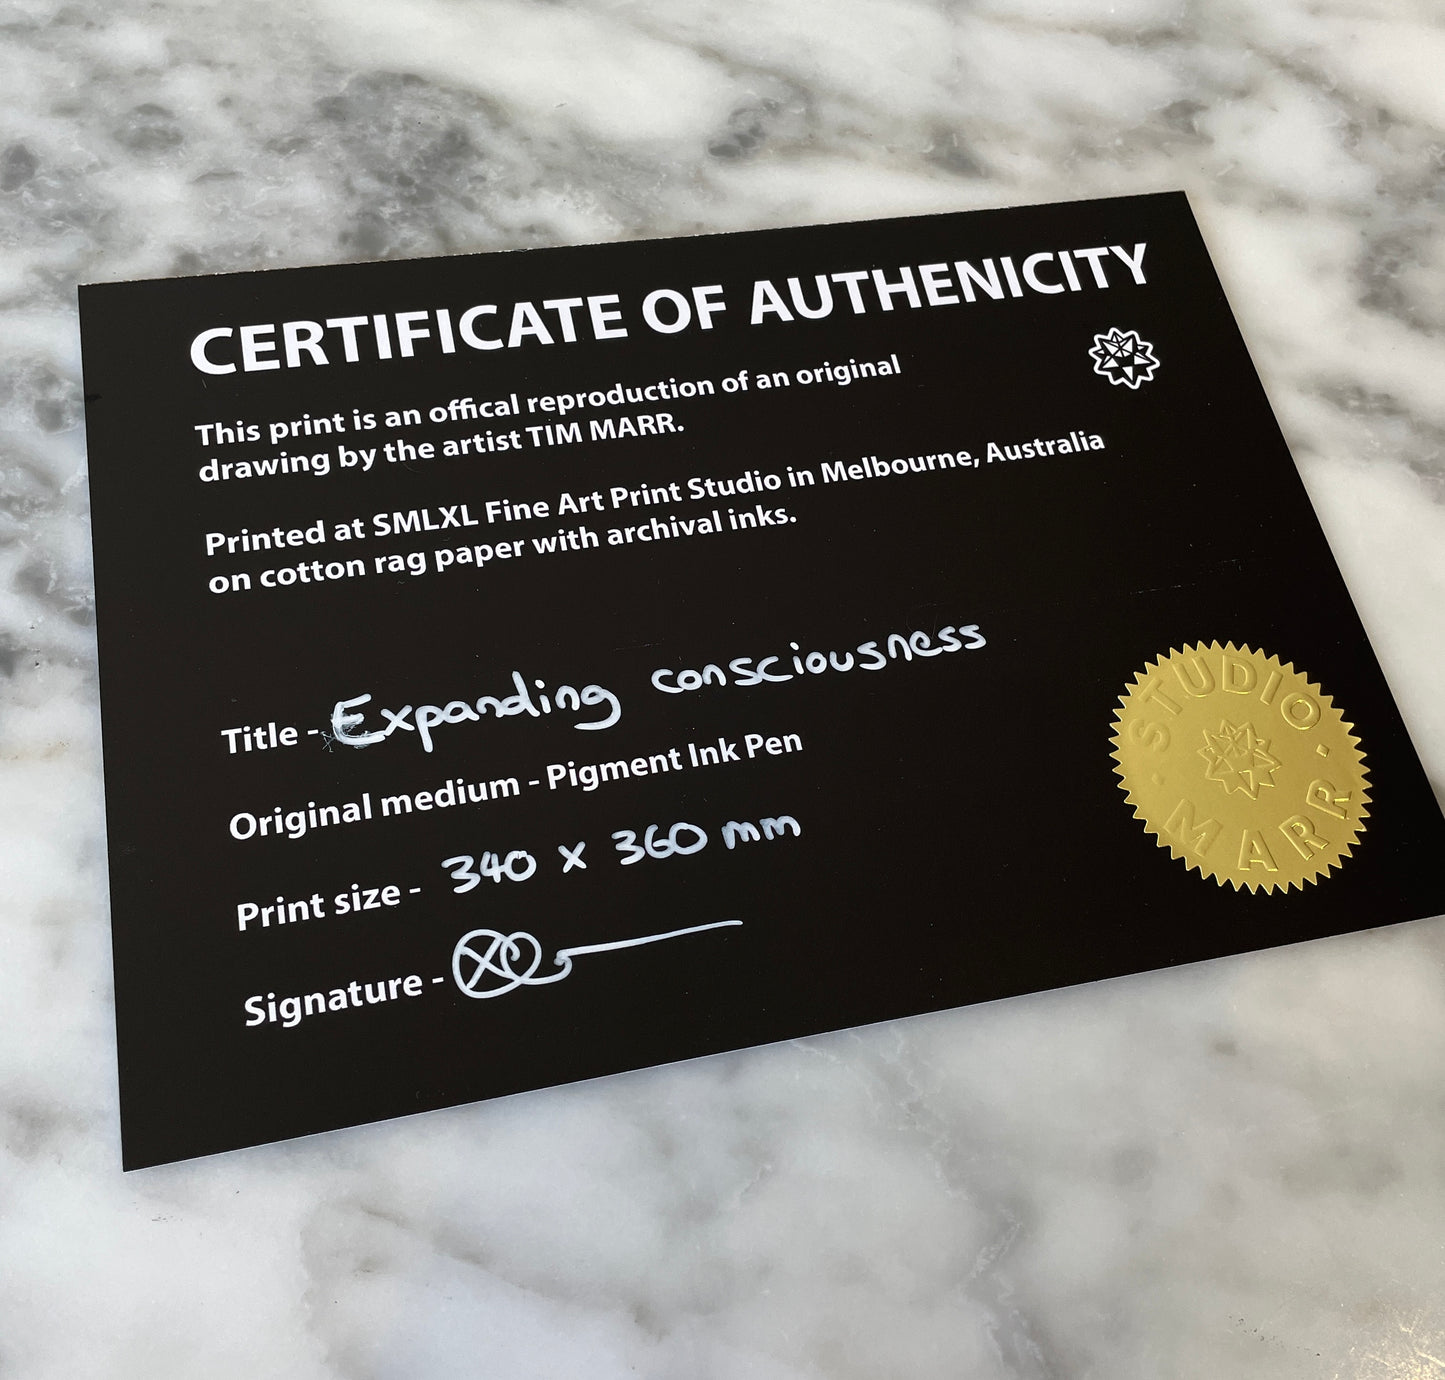 CERTIFICATE OF AUTHENICITY
This print is an offical reproduction of an original
drawing by the artist TIM MARR.
Printed at SMLXL Fine Art Print Studio in Melbourne, Australia
on cotton rag paper with archival inks.
Title - Expanding consciousness
Original medium - Pigment Ink Pen
Print size - 340 x 360 mm
Signature -
· STUDIO ·
MARR